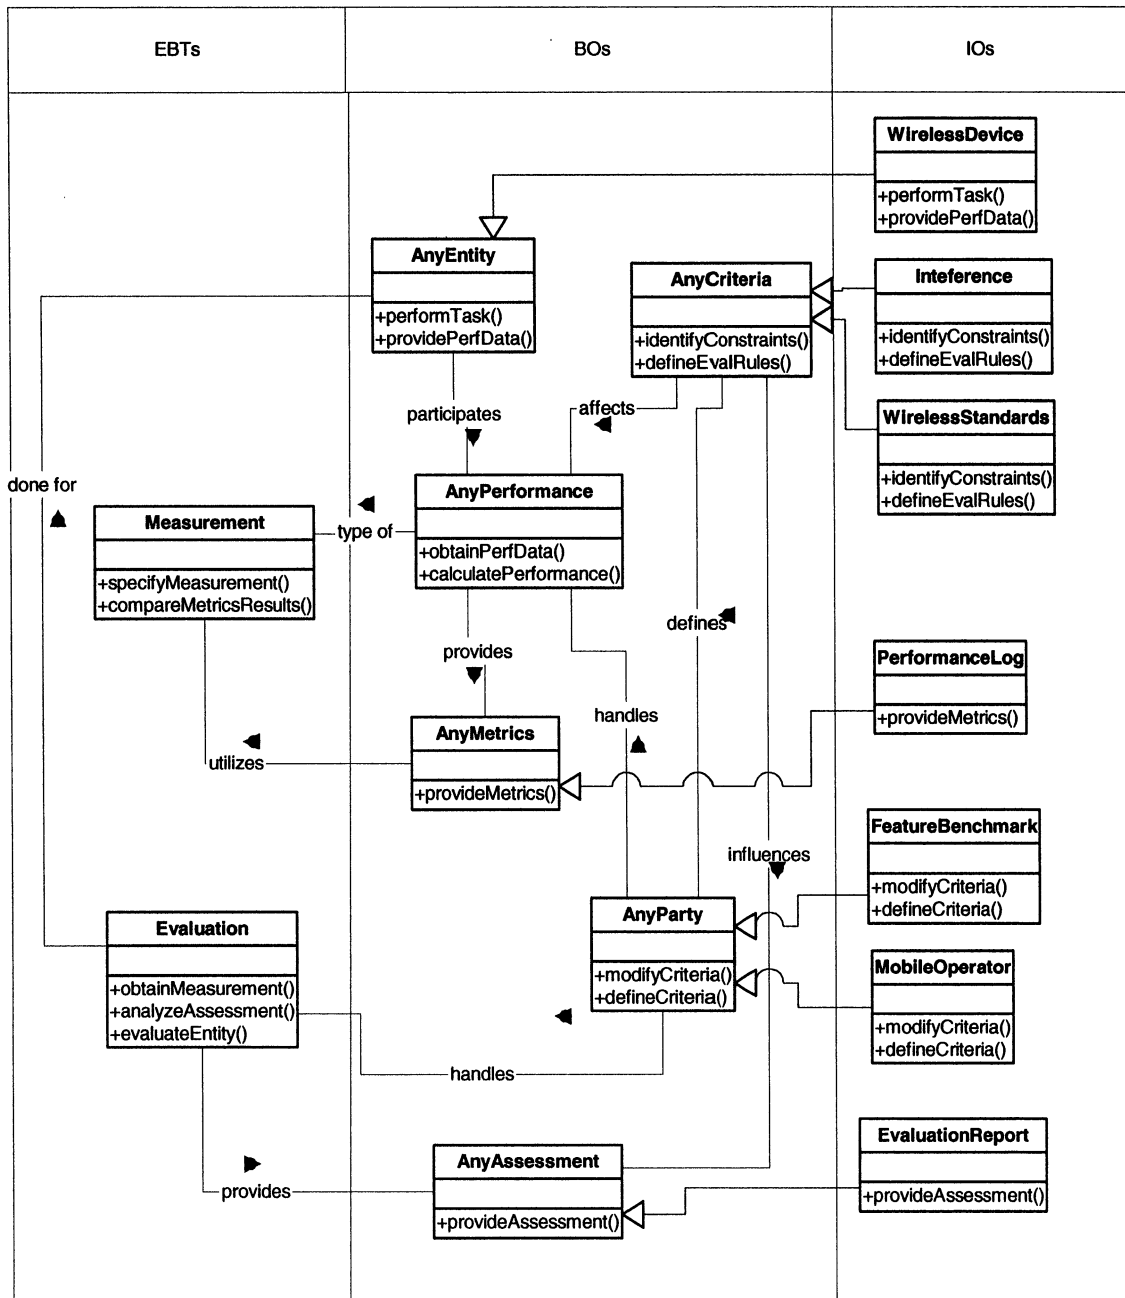 EBTs
BOs
IOs
WirelessDevice
+performTask()
+providePerfData()
AnyEntity
+performTask()
+providePerfData()
AnyCriteria
+identifyConstraints()
+defineEvalRules()
Inteference
+identifyConstraints()
+defineEvalRules()
participates
affects
WirelessStandards
+identifyConstraints()
+defineEvalRules()
done for
Measurement
+specifyMeasurement()
+compareMetricsResults()
type of
AnyPerformance
+obtainPerfData()
+calculatePerformance()
defines
provides
handles
PerformanceLog
+provideMetrics()
utilizes
AnyMetrics
+provideMetrics()
influences
FeatureBenchmark
+modifyCriteria()
+defineCriteria()
Evaluation
+obtainMeasurement()
+analyzeAssessment()
+evaluateEntity()
AnyParty
+modifyCriteria()
+defineCriteria()
MobileOperator
+modifyCriteria()
+defineCriteria()
handles
provides
AnyAssessment
+provideAssessment()
EvaluationReport
+provideAssessment()